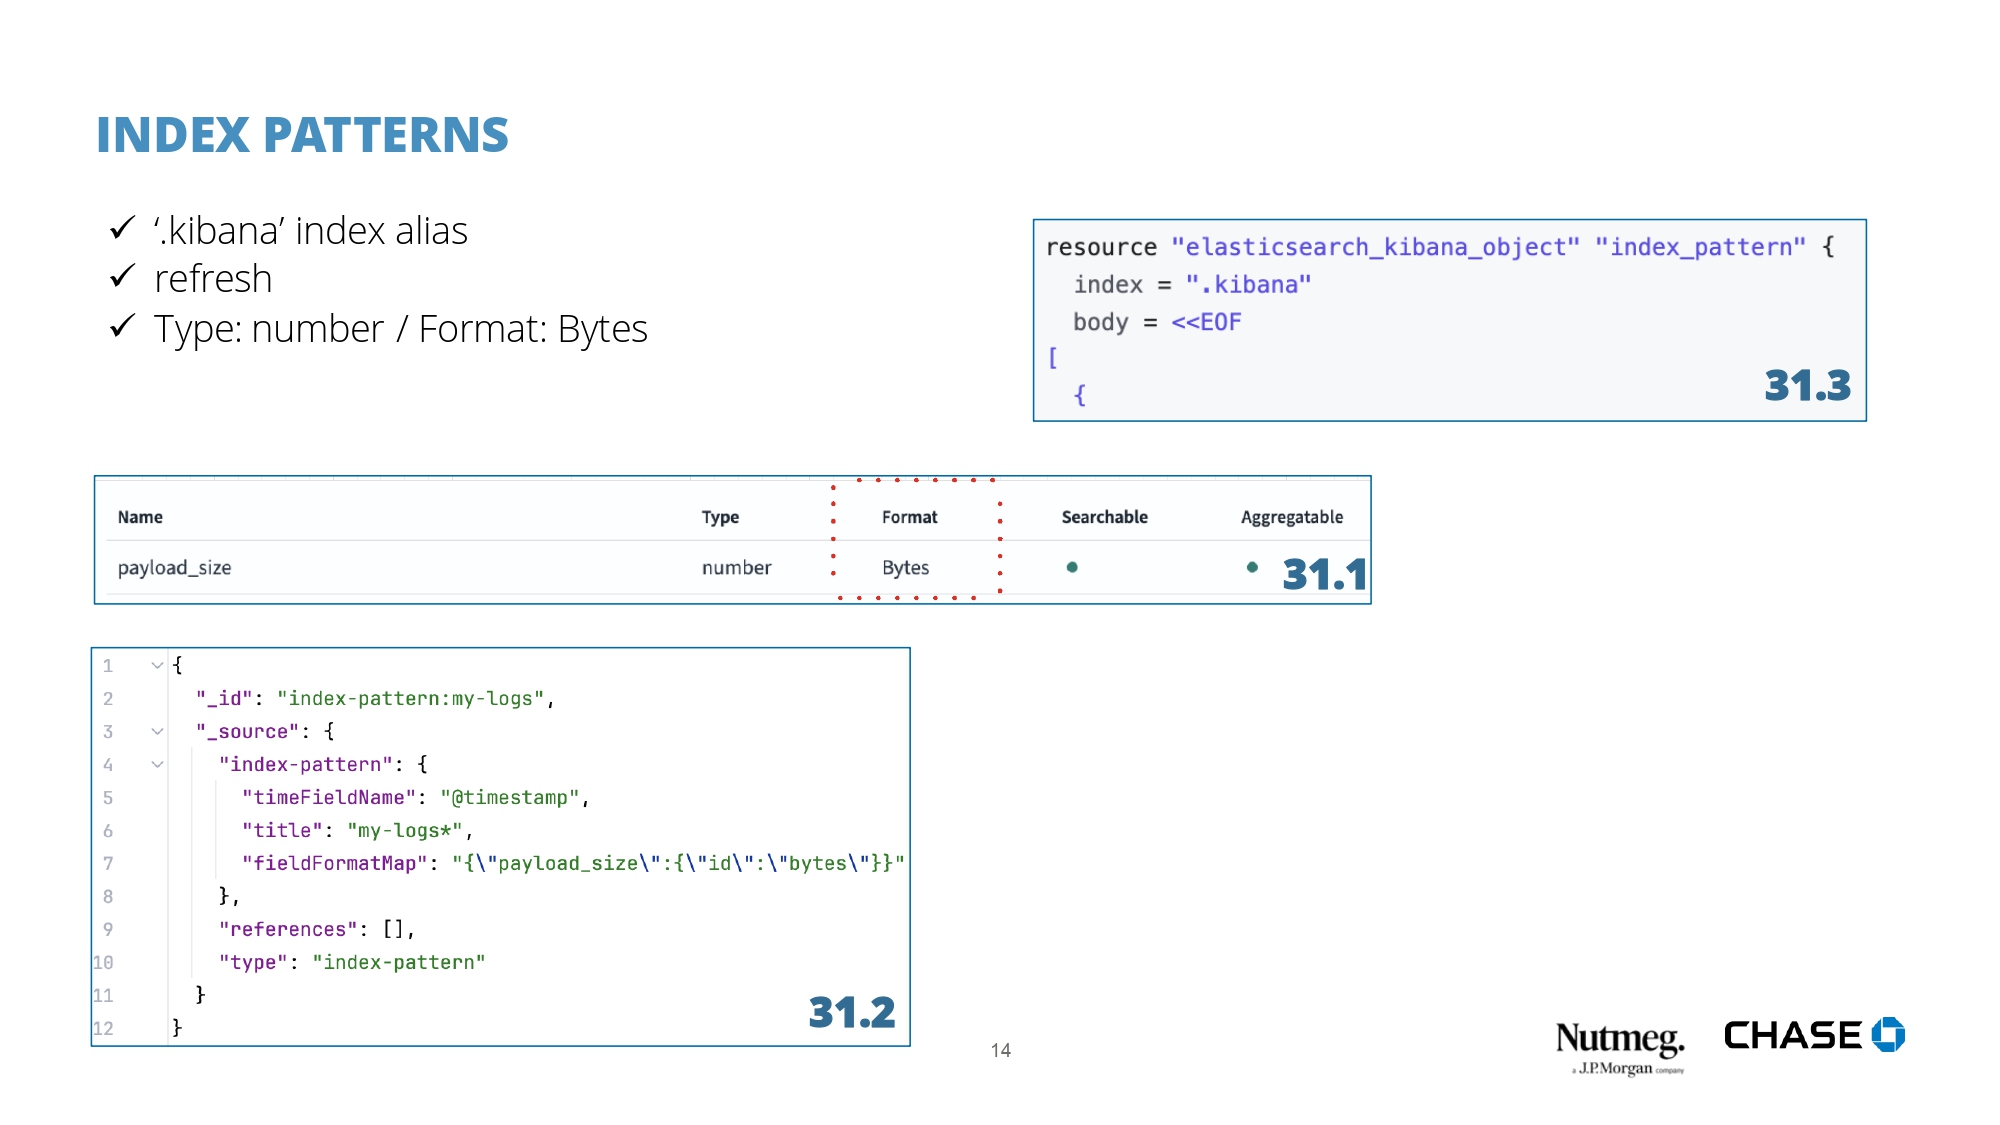 INDEX PATTERNS
✓ ‘.kibana’ index alias
✓ refresh
✓ Type: number / Format: Bytes
resource "elasticsearch_kibana_object" "index_pattern" {
  index = ".kibana"
  body = <<EOF
[
  {
31.3
Name Type Format Searchable Aggregatable
payload_size number Bytes
31.1
1 {
2   "_id": "index-pattern:my-logs",
3   "_source": {
4     "index-pattern": {
5       "timeFieldName": "@timestamp",
6       "title": "my-logs*",
7       "fieldFormatMap": "{\"payload_size\":{\"id\":\"bytes\"}}"
8     },
9     "references": [],
10     "type": "index-pattern"
11   }
12 }
31.2
14
Nutmeg.
a J.P.Morgan company
CHASE